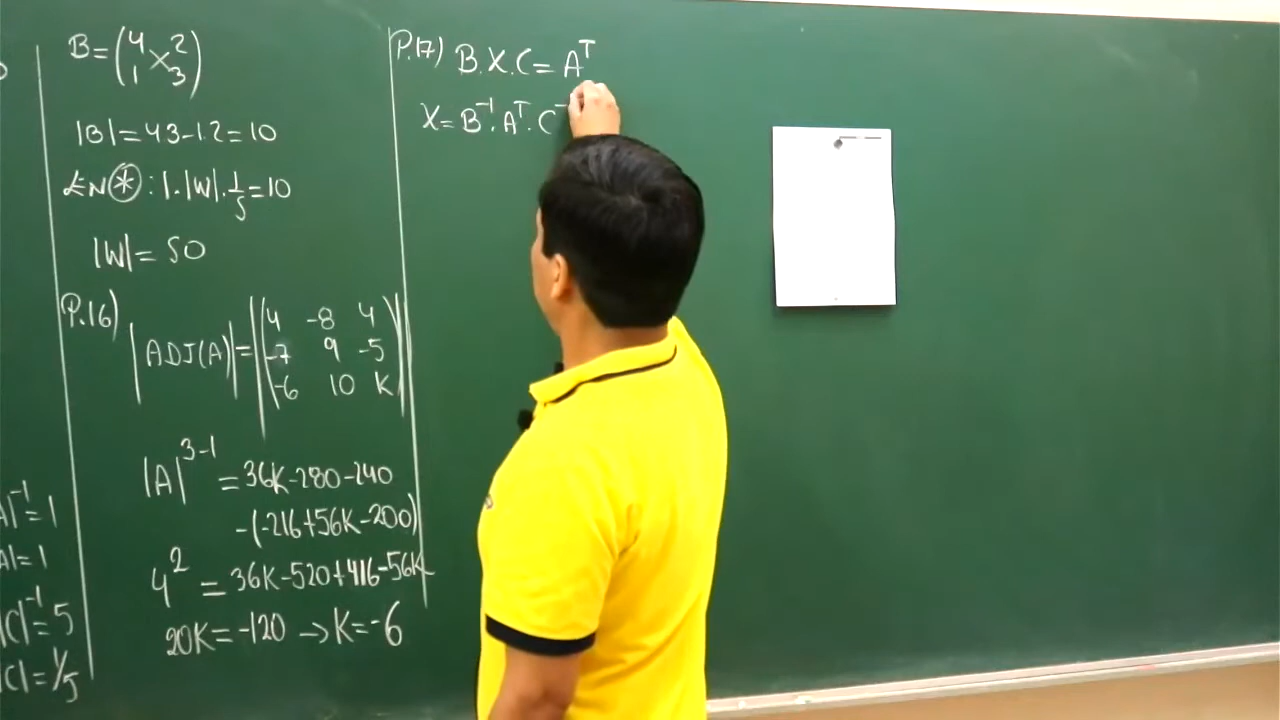 B=(4 2
1 3)
|B|=4.3-1.2=10
EN (*): 1.|W|.1/5=10
|W|=50
P.16)
|ADJ(A)|=|(4 -8 4
-7 9 -5
-6 10 K)|
|A|^3-1 = 36K-280-240
-(-216+56K-200)
4^2 = 36K-520+416-56K
20K=-120 → K=-6
|^-1=1
|=1
|C|^-1=5
|C|=1/5
P.17) B.X.C=A^T
X=B^-1.A^T.C^-